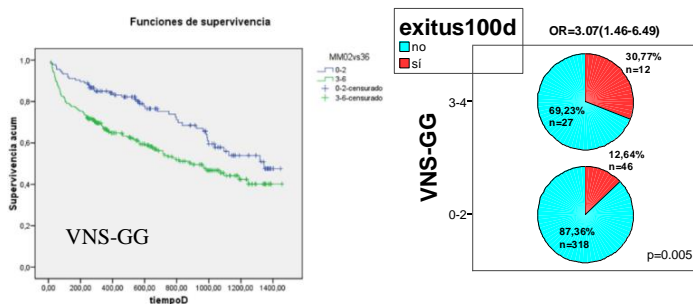 Funciones de supervivencia
MM02vs36
0-2
3-6
0-2-censurado
3-6-censurado
Supervivencia acum
1,0
0,8
0,6
0,4
0,2
0,0
VNS-GG
,00 200,00 400,00 600,00 800,00 1000,00 1200,00 1400,00
tiempoD
exitus100d
no
sí
OR=3.07(1.46-6.49)
VNS-GG
3-4
30,77%
n=12
69,23%
n=27
0-2
12,64%
n=46
87,36%
n=318
p=0.005